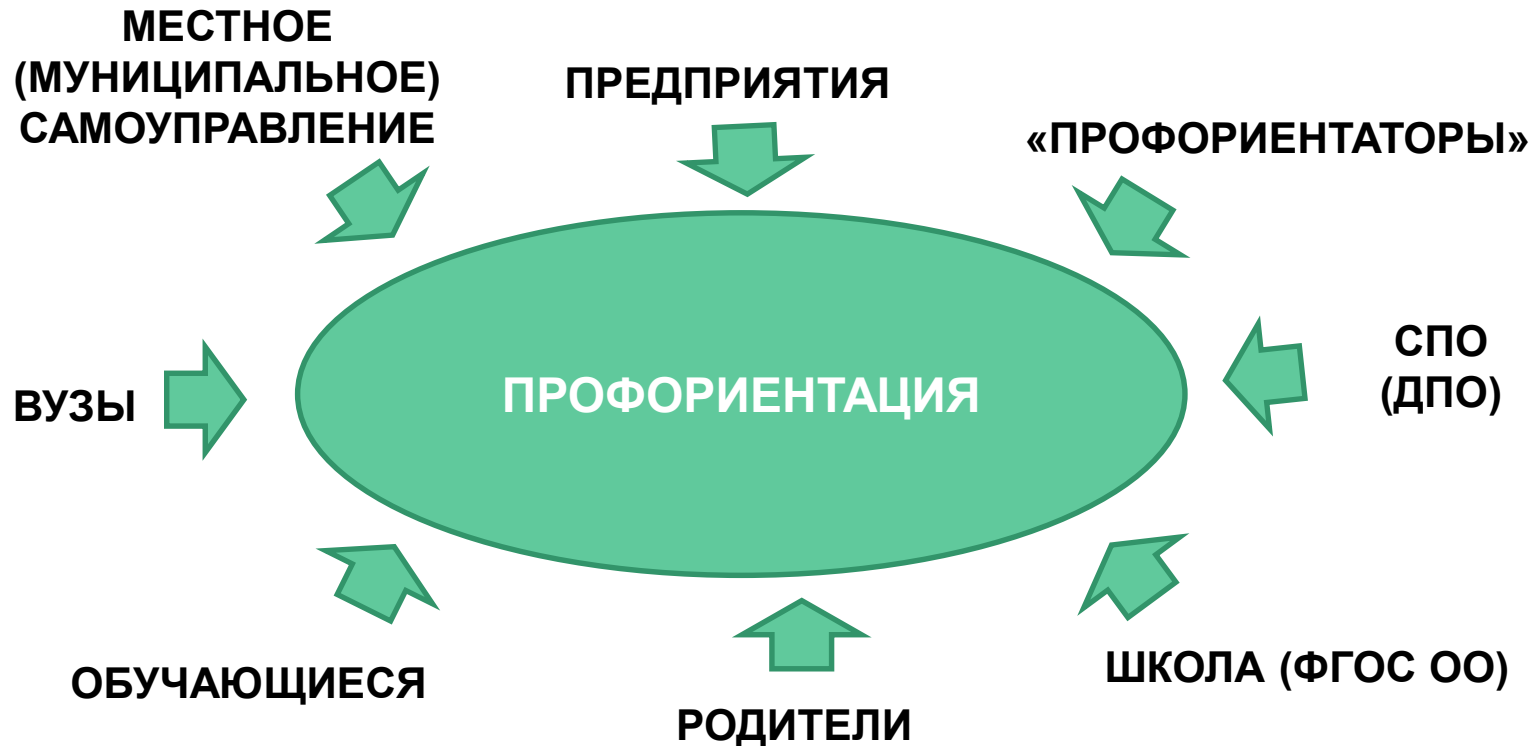 МЕСТНОЕ
(МУНИЦИПАЛЬНОЕ)
САМОУПРАВЛЕНИЕ
ПРЕДПРИЯТИЯ
«ПРОФОРИЕНТАТОРЫ»
ВУЗЫ
ПРОФОРИЕНТАЦИЯ
СПО
(ДПО)
ОБУЧАЮЩИЕСЯ
РОДИТЕЛИ
ШКОЛА (ФГОС ОО)